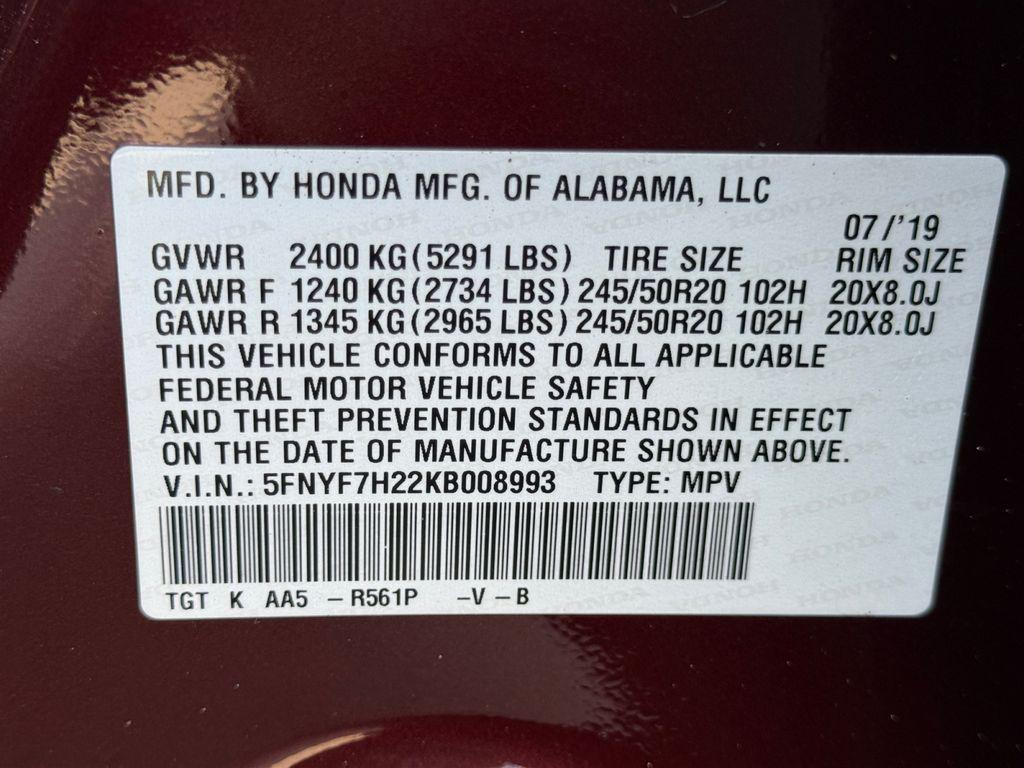 MFD. BY HONDA MFG. OF ALABAMA, LLC
07/'19
GVWR 2400 KG(5291 LBS) TIRE SIZE RIM SIZE
GAWR F 1240 KG(2734 LBS) 245/50R20 102H 20X8.0J
GAWR R 1345 KG(2965 LBS) 245/50R20 102H 20X8.0J
THIS VEHICLE CONFORMS TO ALL APPLICABLE
FEDERAL MOTOR VEHICLE SAFETY
AND THEFT PREVENTION STANDARDS IN EFFECT
ON THE DATE OF MANUFACTURE SHOWN ABOVE.
V.I.N.: 5FNYF7H22KB008993 TYPE: MPV
TGT K AA5 –R561P –V –B